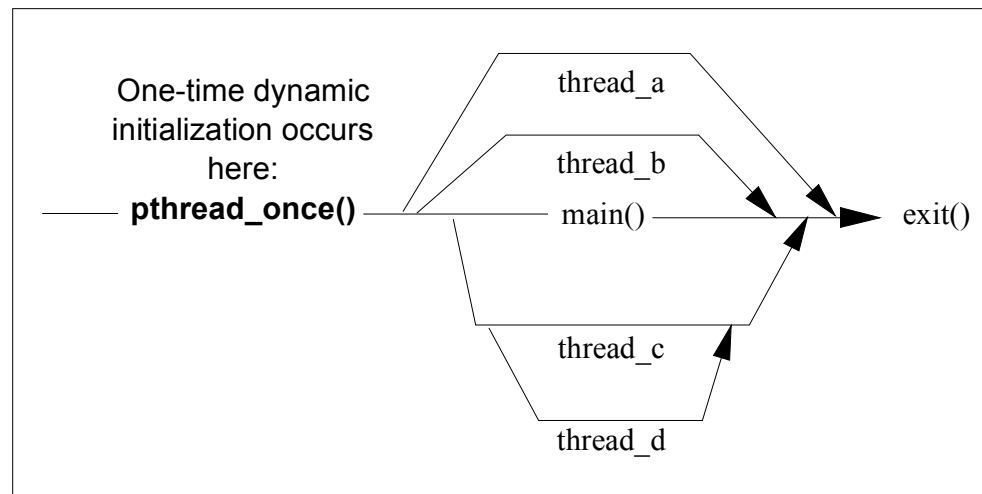 One-time dynamic
initialization occurs
here:
pthread_once()
thread_a
thread_b
main()
exit()
thread_c
thread_d